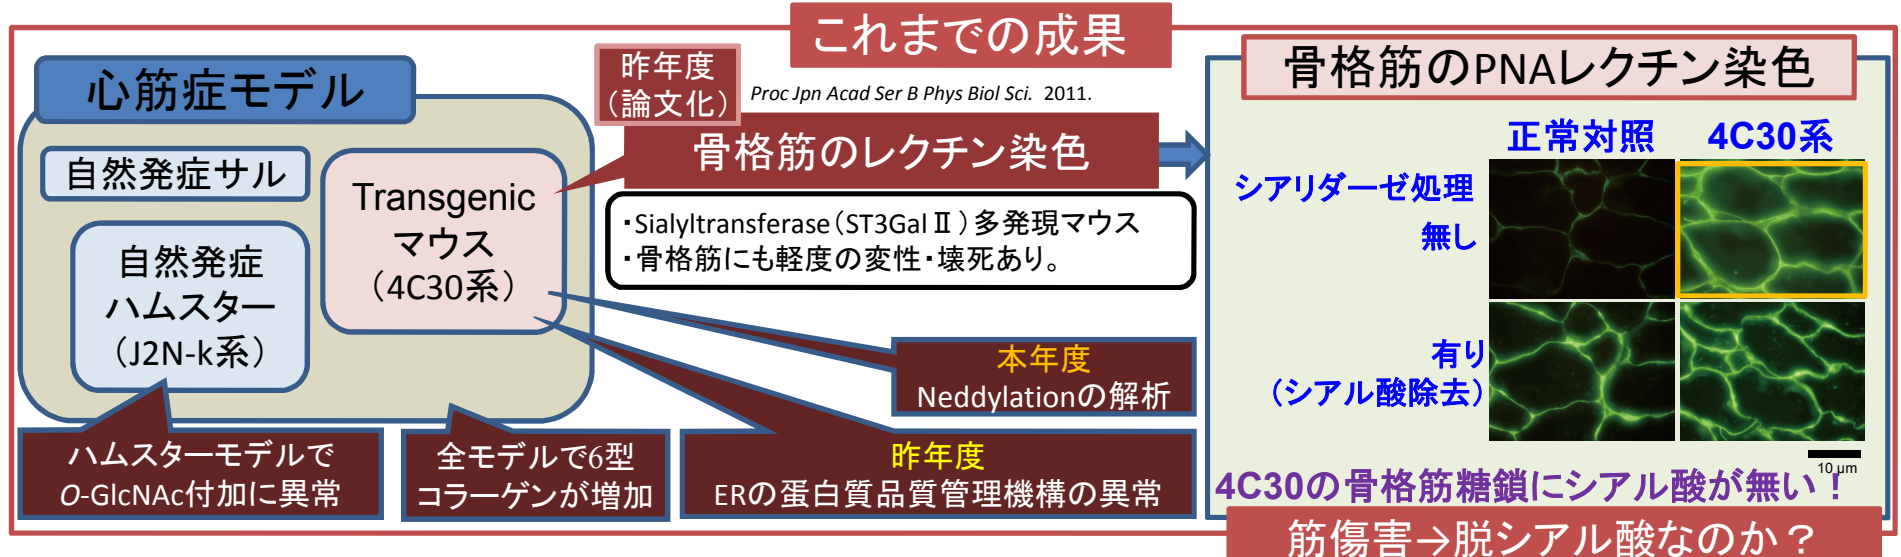 これまでの成果
心筋症モデル
自然発症サル
自然発症
ハムスター
（J2N-k系）
Transgenic
マウス
（4C30系）
ハムスターモデルで
O-GlcNAc付加に異常
全モデルで6型
コラーゲンが増加
昨年度
（論文化）
Proc Jpn Acad Ser B Phys Biol Sci. 2011.
骨格筋のレクチン染色
・Sialyltransferase（ST3GalⅡ）多発現マウス
・骨格筋にも軽度の変性・壊死あり。
本年度
Neddylationの解析
昨年度
ERの蛋白質品質管理機構の異常
骨格筋のPNAレクチン染色
正常対照 4C30系
シアリダーゼ処理
無し
有り
（シアル酸除去）
10 µm
4C30の骨格筋糖鎖にシアル酸が無い！
筋傷害→脱シアル酸なのか？